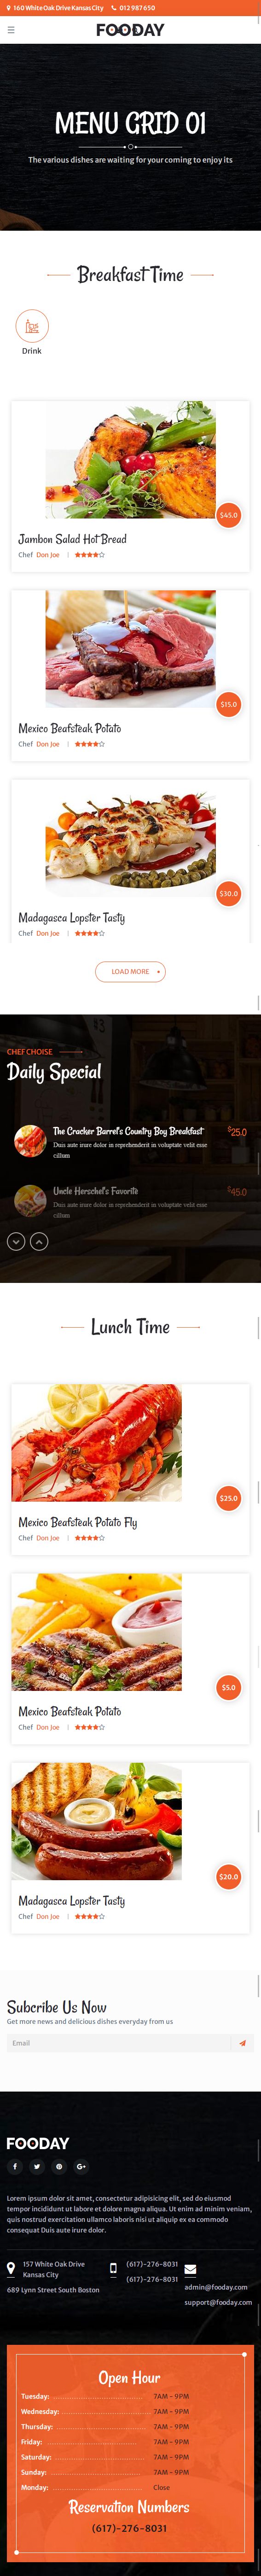 160 White Oak Drive Kansas City 012 987 650
FOODAY
MENU GRID 01
The various dishes are waiting for your coming to enjoy its
Breakfast Time
Drink
$45.0
Jambon Salad Hot Bread
Chef Don Joe
$15.0
Mexico Beafsteak Potato
Chef Don Joe
$30.0
Madagasca Lopster Tasty
Chef Don Joe
LOAD MORE
CHEF CHOISE
Daily Special
The Cracker Barrel's Country Boy Breakfast $25.0
Duis aute irure dolor in reprehenderit in voluptate velit esse
cillum
Uncle Herschel's Favorite $45.0
Duis aute irure dolor in reprehenderit in voluptate velit esse
cillum
Lunch Time
$25.0
Mexico Beafsteak Potato Fly
Chef Don Joe
$5.0
Mexico Beafsteak Potato
Chef Don Joe
$20.0
Madagasca Lopster Tasty
Chef Don Joe
Subcribe Us Now
Get more news and delicious dishes everyday from us
Email
FOODAY
Lorem ipsum dolor sit amet, consectetur adipisicing elit, sed do eiusmod
tempor incididunt ut labore et dolore magna aliqua. Ut enim ad minim veniam,
quis nostrud exercitation ullamco laboris nisi ut aliquip ex ea commodo
consequat Duis aute irure dolor.
157 White Oak Drive
Kansas City
689 Lynn Street South Boston
(617)-276-8031
(617)-276-8031
admin@fooday.com
support@fooday.com
Open Hour
Tuesday: 7AM - 9PM
Wednesday: 7AM - 9PM
Thursday: 7AM - 9PM
Friday: 7AM - 9PM
Saturday: 7AM - 9PM
Sunday: 7AM - 9PM
Monday: Close
Reservation Numbers
(617)-276-8031